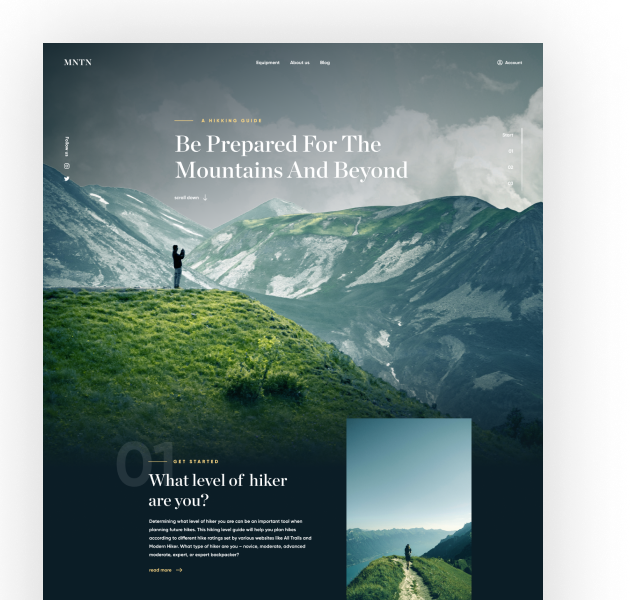 MNTN
Equipment About us Blog
Account
Follow us
A HIKING GUIDE
Be Prepared For The
Mountains And Beyond
scroll down
Start
01
02
03
01
GET STARTED
What level of hiker
are you?
Determining what level of hiker you are can be an important tool when
planning future hikes. This hiking level guide will help you plan hikes
according to different hike ratings set by various websites like All Trails and
Modern Hiker. What type of hiker are you – novice, moderate, advanced
moderate, expert, or expert backpacker?
read more